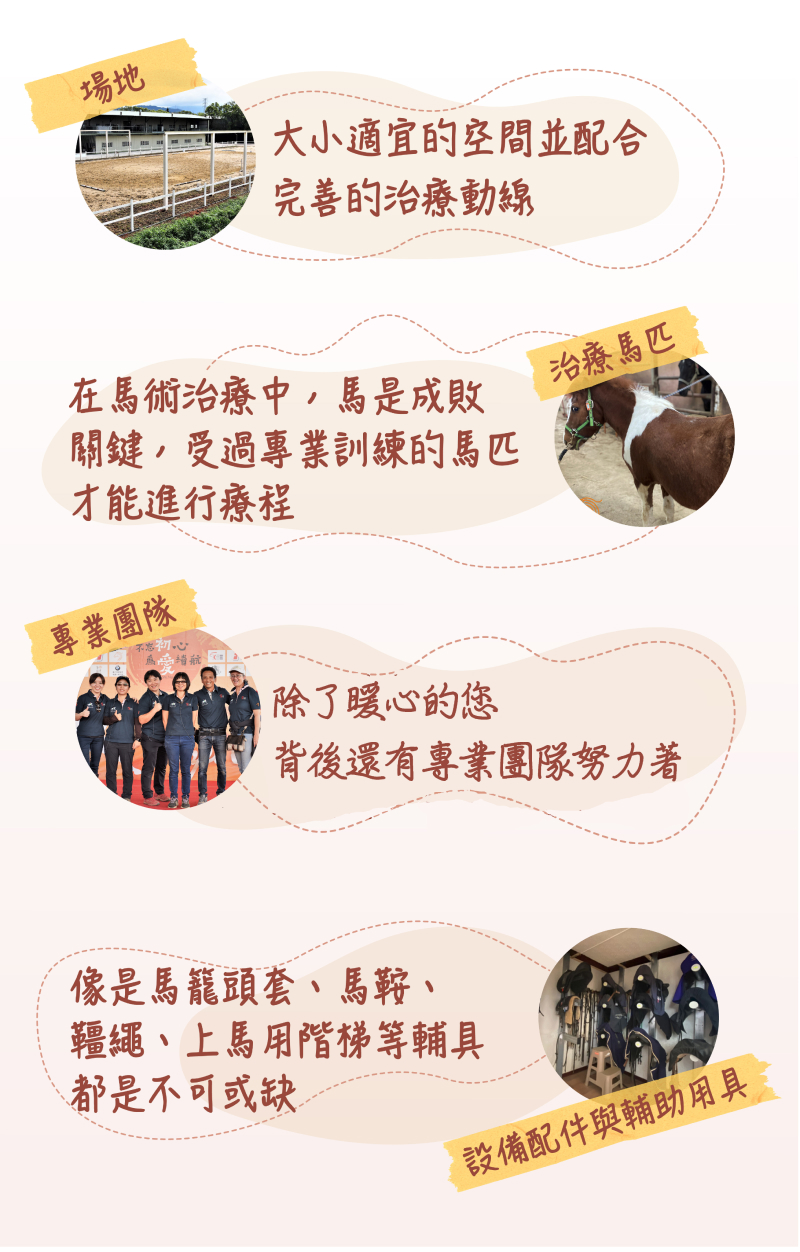 場地
大小適宜的空間並配合
完善的治療動線
治療馬匹
在馬術治療中，馬是成敗
關鍵，受過專業訓練的馬匹
才能進行療程
專業團隊
不忘初心
愛續航
除了暖心的您
背後還有專業團隊努力著
像是馬籠頭套、馬鞍、
韁繩、上馬用階梯等輔具
都是不可或缺
設備配件與輔助用具